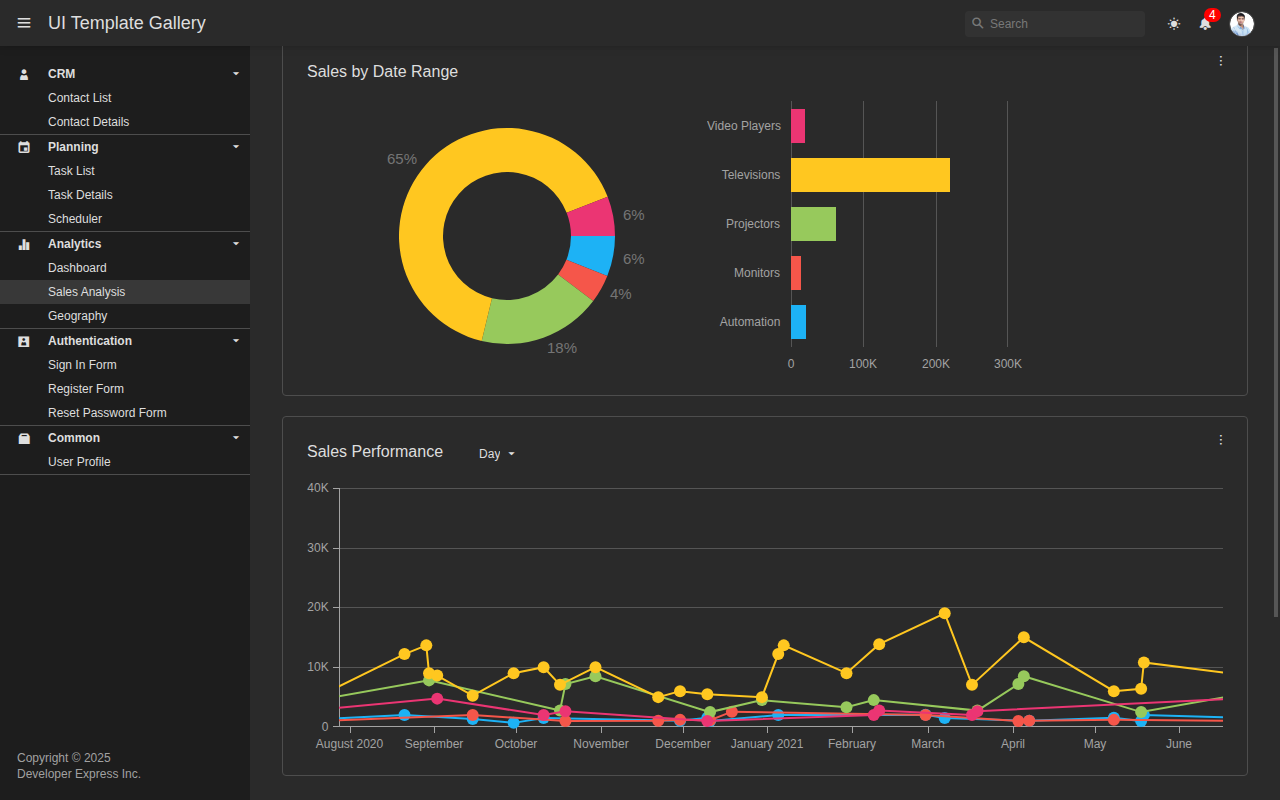 UI Template Gallery
Search
4
CRM
Contact List
Contact Details
Planning
Task List
Task Details
Scheduler
Analytics
Dashboard
Sales Analysis
Geography
Authentication
Sign In Form
Register Form
Reset Password Form
Common
User Profile
Copyright © 2025
Developer Express Inc.
Sales by Date Range
65%
6%
6%
4%
18%
Video Players
Televisions
Projectors
Monitors
Automation
0 100K 200K 300K
Sales Performance Day
40K
30K
20K
10K
0
August 2020 September October November December January 2021 February March April May June